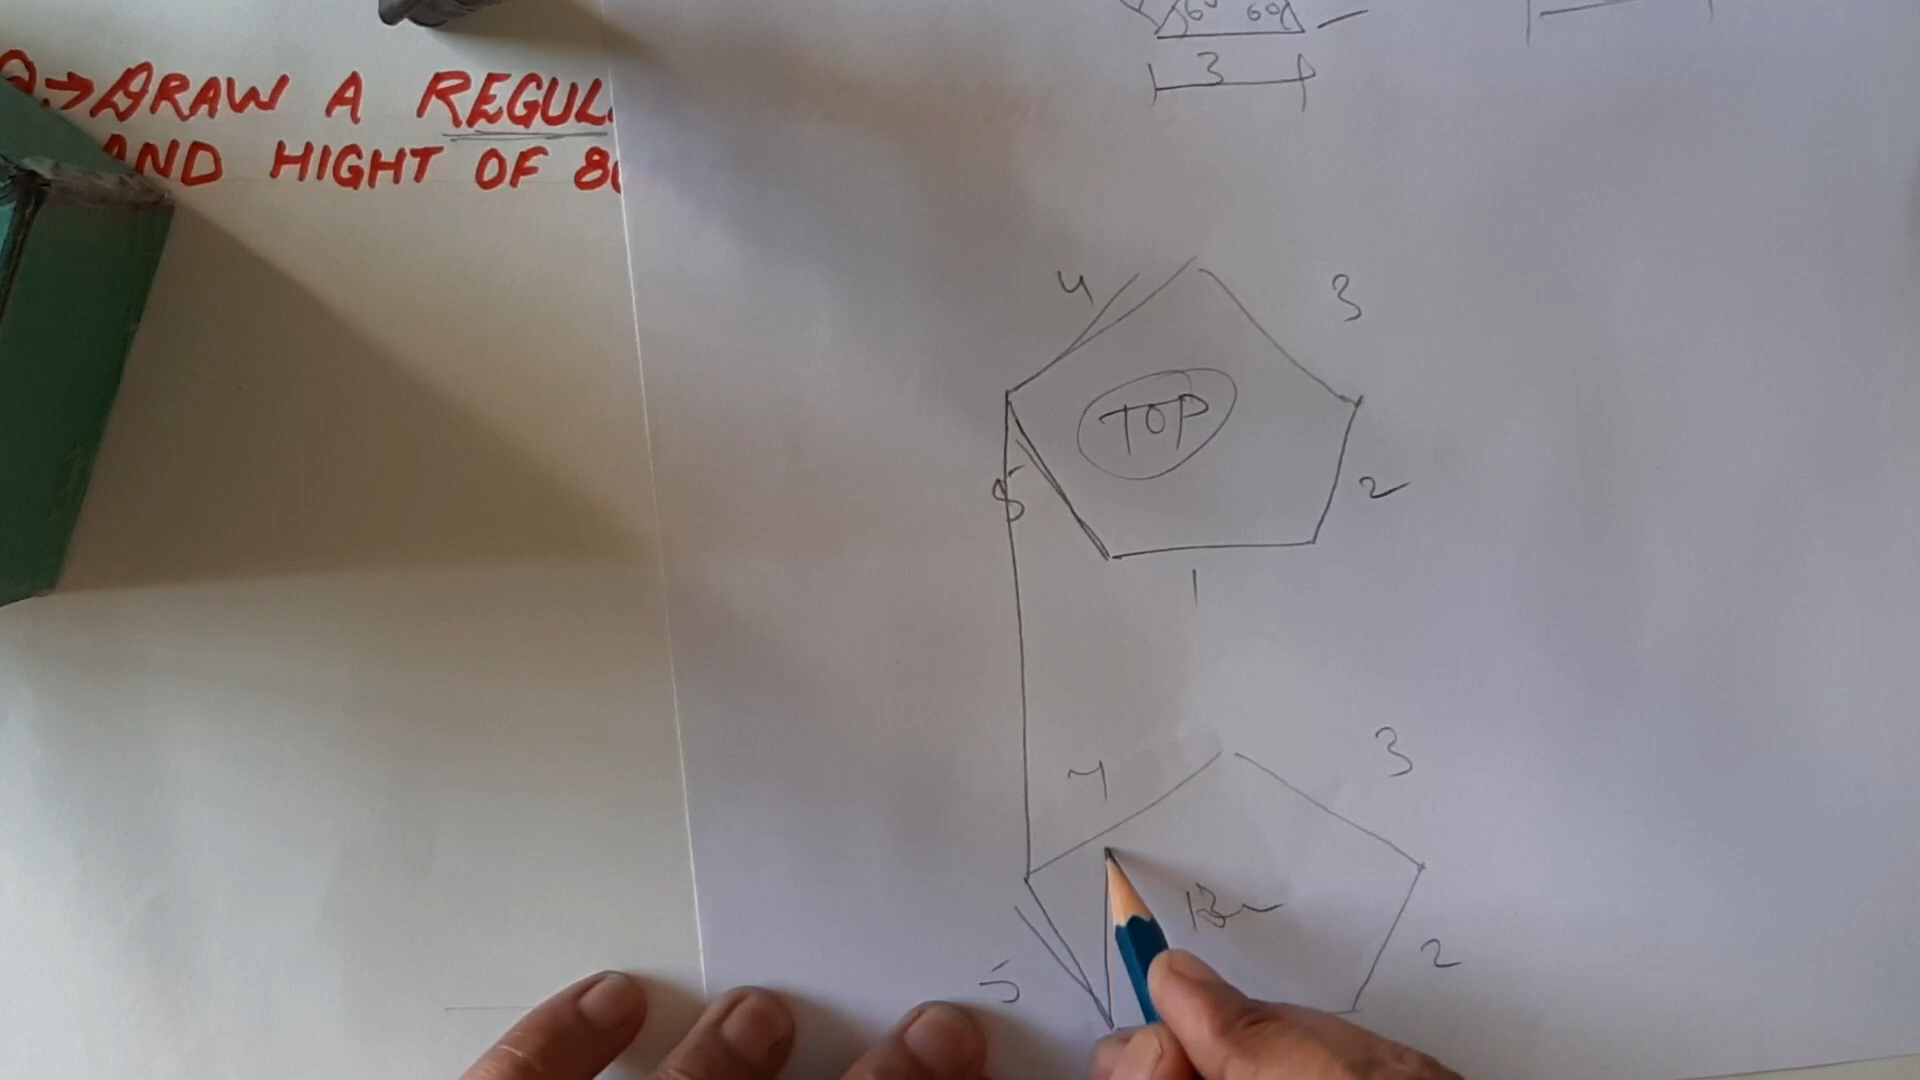 Q.→ DRAW A REGUL
AND HIGHT OF 8
60 60
3
4 3
TOP
5 2
1
4 3
5 2